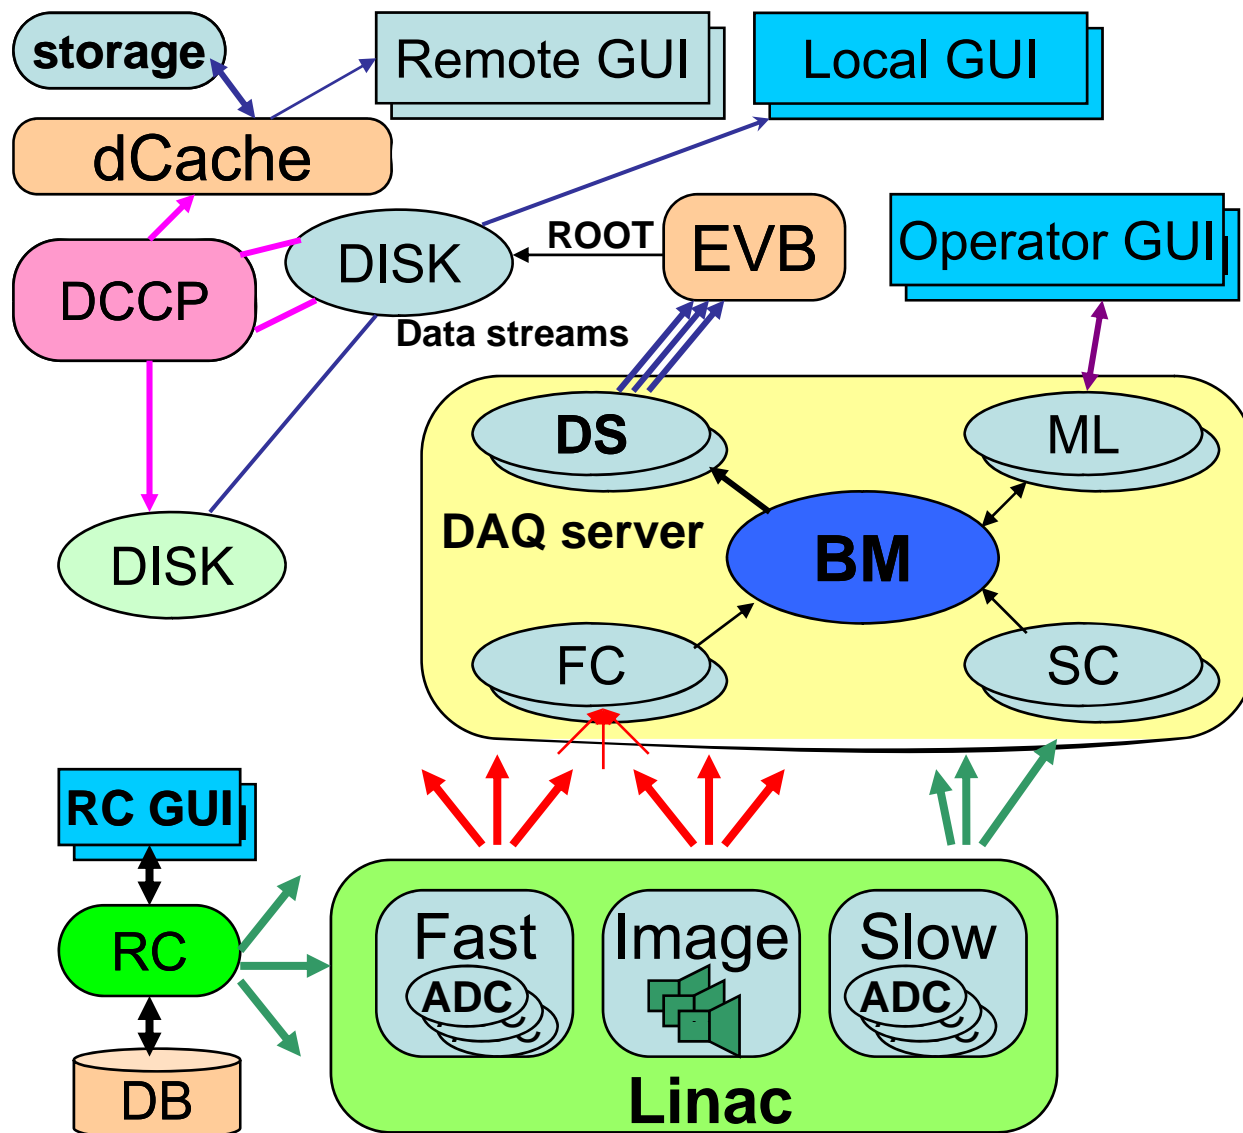 storage
Remote GUI
Local GUI
dCache
DISK
ROOT
EVB
Operator GUI
DCCP
Data streams
DS
ML
DAQ server
BM
DISK
FC
SC
RC GUI
RC
Fast
Image
Slow
ADC
ADC
DB
Linac